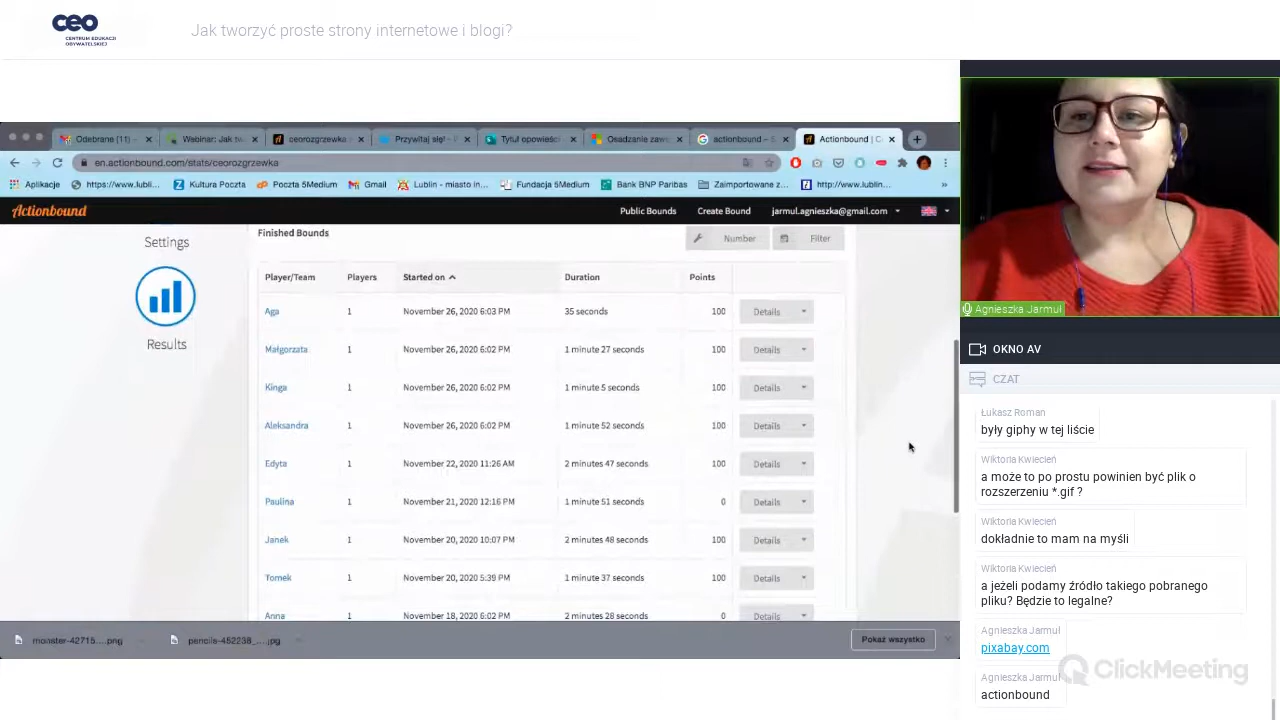 ceo
CENTRUM EDUKACJI
OBYWATELSKIEJ
Jak tworzyć proste strony internetowe i blogi?
Odebrane (11) –
Webinar: Jak tw
ceorozgrzewka
Przywitaj się! -
Tytuł opowieśc
Osadzanie zaw
actionbound – S
Actionbound | C
en.actionbound.com/stats/ceorozgrzewka
Aplikacje
https://www.lubli...
Kultura Poczta
Poczta 5Medium
Gmail
Lublin - miasto in...
Fundacja 5Medium
Bank BNP Paribas
Zaimportowane z...
http://www.lublin...
»
Actionbound
Public Bounds
Create Bound
jarmul.agnieszka@gmail.com
Settings
Results
Finished Bounds
Number
Filter
Player/Team Players Started on Duration Points
Aga 1 November 26, 2020 6:03 PM 35 seconds 100 Details
Małgorzata 1 November 26, 2020 6:02 PM 1 minute 27 seconds 100 Details
Kinga 1 November 26, 2020 6:02 PM 1 minute 5 seconds 100 Details
Aleksandra 1 November 26, 2020 6:02 PM 1 minute 52 seconds 100 Details
Edyta 1 November 22, 2020 11:26 AM 2 minutes 47 seconds 100 Details
Paulina 1 November 21, 2020 12:16 PM 1 minute 51 seconds 0 Details
Janek 1 November 20, 2020 10:07 PM 2 minutes 48 seconds 100 Details
Tomek 1 November 20, 2020 5:39 PM 1 minute 37 seconds 100 Details
Anna 1 November 18, 2020 6:02 PM 2 minutes 28 seconds 0 Details
monster-42715....png
pencils-452238_....jpg
Pokaż wszystko
Agnieszka Jarmuł
OKNO AV
CZAT
Łukasz Roman
były giphy w tej liście
Wiktoria Kwiecień
a może to po prostu powinien być plik o
rozszerzeniu *.gif ?
Wiktoria Kwiecień
dokładnie to mam na myśli
Wiktoria Kwiecień
a jeżeli podamy źródło takiego pobranego
pliku? Będzie to legalne?
Agnieszka Jarmuł
pixabay.com
Agnieszka Jarmuł
actionbound
ClickMeeting